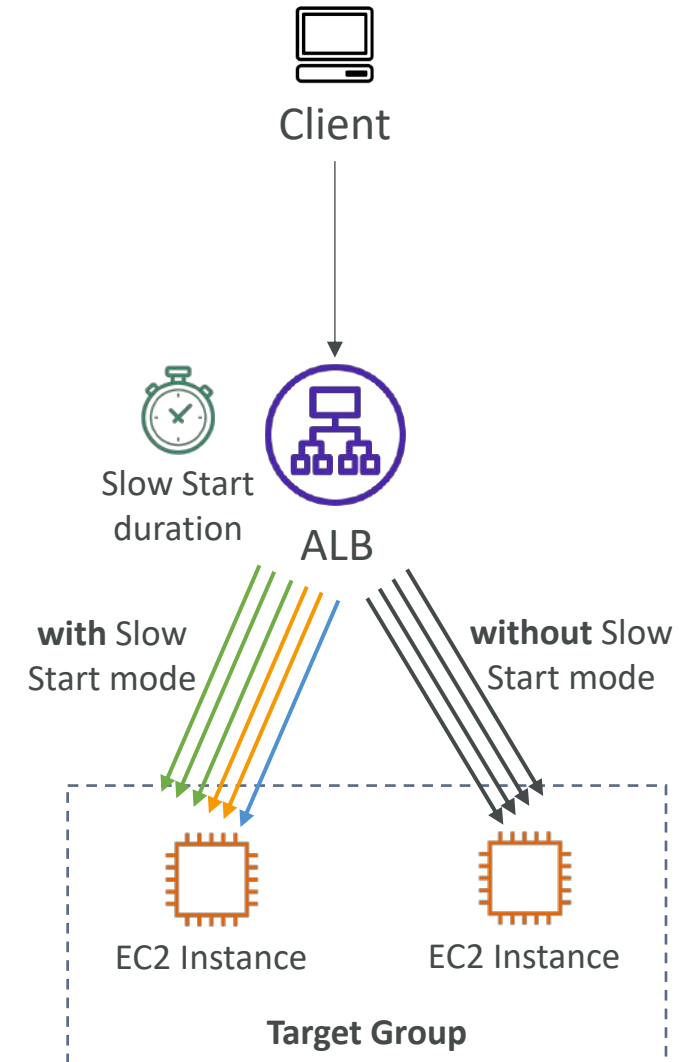 Client
Slow Start
duration
ALB
with Slow
Start mode
without Slow
Start mode
EC2 Instance
EC2 Instance
Target Group